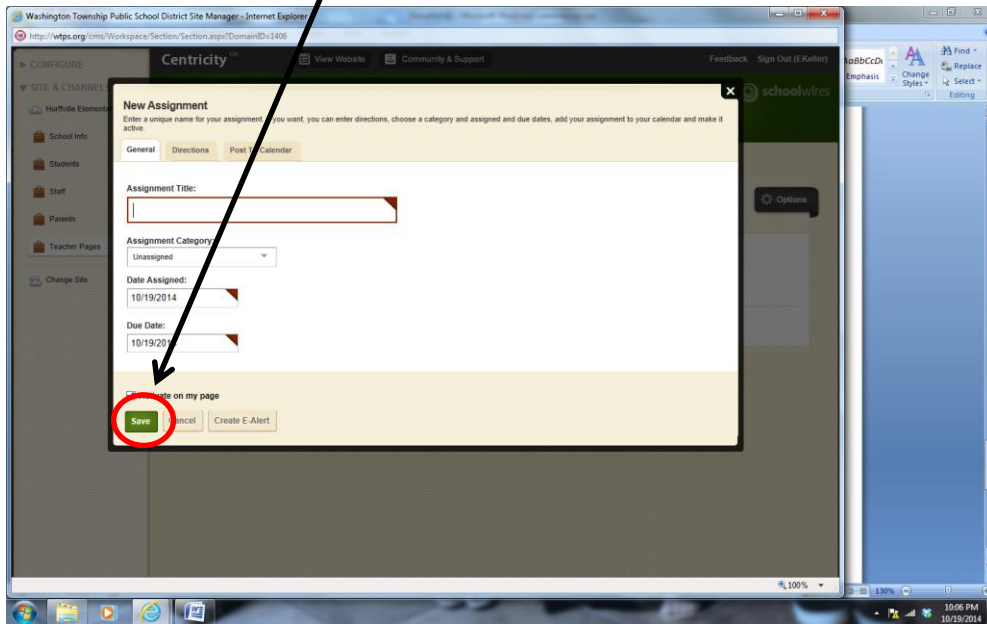 Washington Township Public School District Site Manager - Internet Explorer
http://wtps.org/cms/Workspace/Section/Section.aspx?DomainID=1406
CONFIGURE
Centricity
View Website
Community & Support
Feedback
Sign Out (EKeller)
SITE & CHANNELS
schoolwires
Hurffville Elementar
School Info
Students
Staff
Parents
Teacher Pages
Change Site
Options
New Assignment
Enter a unique name for your assignment. If you want, you can enter directions, choose a category and assigned and due dates, add your assignment to your calendar and make it
active.
General
Directions
Post To Calendar
Assignment Title:
Assignment Category:
Unassigned
Date Assigned:
10/19/2014
Due Date:
10/19/201
on my page
Save
Cancel
Create E-Alert
100%
AaBbCcDc
Emphasis
Change
Styles
Find
Replace
Select
Editing
130%
10:06 PM
10/19/2014